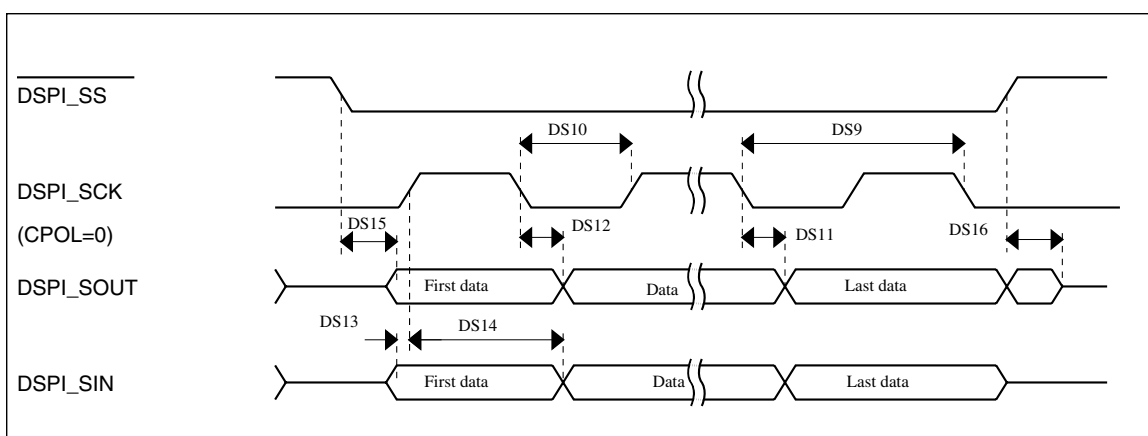 DSPI_SS
DS10
DS9
DSPI_SCK
(CPOL=0)
DS15
DS12
DS11
DS16
DSPI_SOUT
First data
Data
Last data
DS13
DS14
DSPI_SIN
First data
Data
Last data